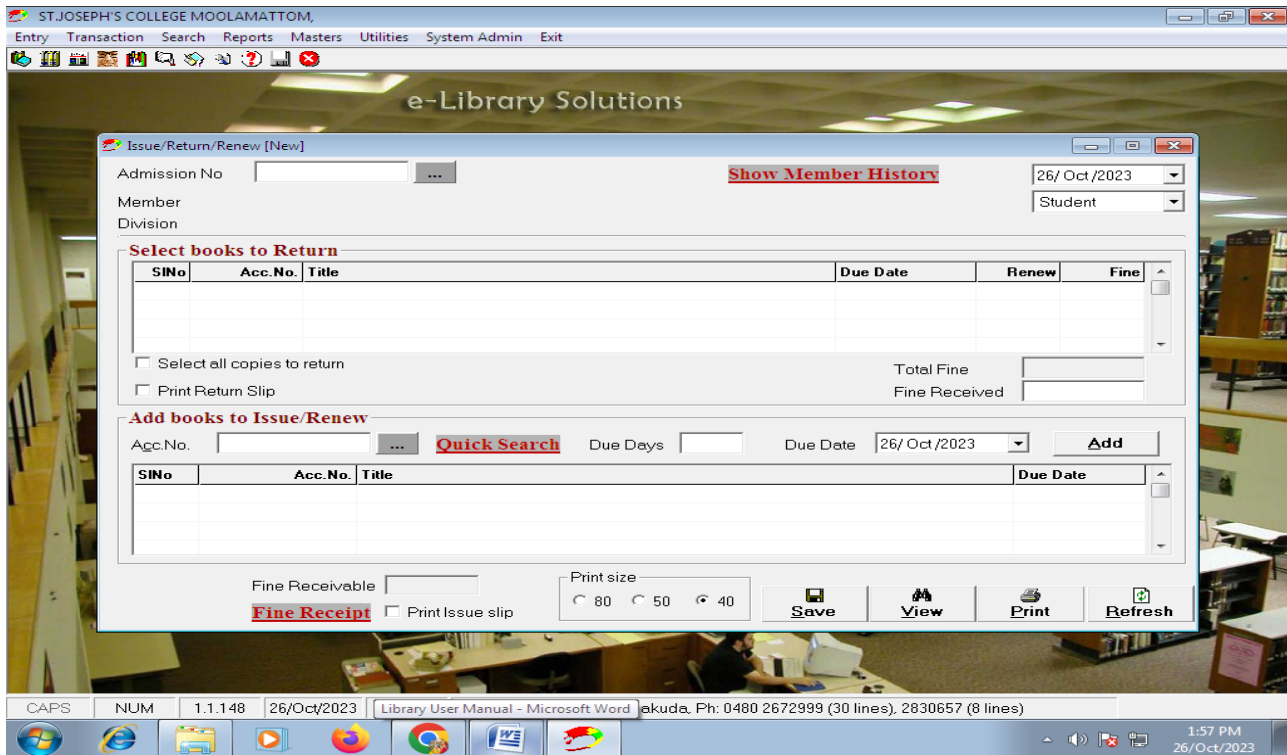 ST.JOSEPH'S COLLEGE MOOLAMATTOM,
Entry Transaction Search Reports Masters Utilities System Admin Exit
e-Library Solutions
Issue/Return/Renew [New]
Admission No ... Show Member History 26/ Oct /2023
Member Student
Division
Select books to Return
SlNo Acc.No. Title Due Date Renew Fine
Select all copies to return Total Fine
Print Return Slip Fine Received
Add books to Issue/Renew
Acc.No. ... Quick Search Due Days Due Date 26/ Oct /2023 Add
SlNo Acc.No. Title Due Date
Fine Receivable Print size
80 50 40
Fine Receipt Print Issue slip Save View Print Refresh
CAPS NUM 1.1.148 26/Oct/2023 Library User Manual - Microsoft Word akuda, Ph: 0480 2672999 (30 lines), 2830657 (8 lines)
1:57 PM
26/Oct/2023